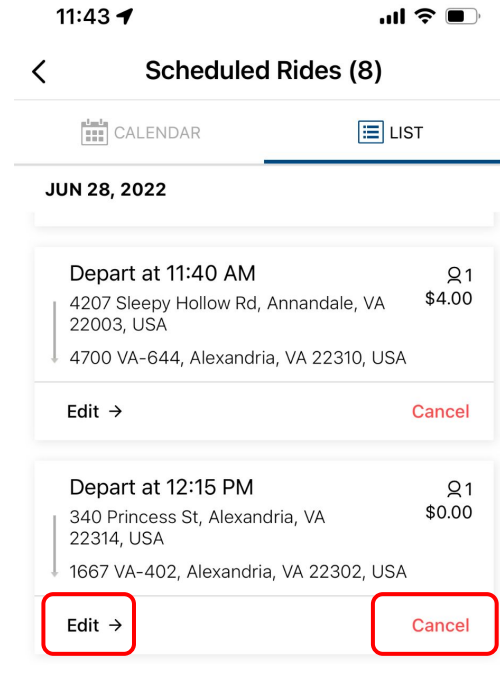 11:43
Scheduled Rides (8)
CALENDAR
LIST
JUN 28, 2022
Depart at 11:40 AM
1
4207 Sleepy Hollow Rd, Annandale, VA
$4.00
22003, USA
4700 VA-644, Alexandria, VA 22310, USA
Edit →
Cancel
Depart at 12:15 PM
1
340 Princess St, Alexandria, VA
$0.00
22314, USA
1667 VA-402, Alexandria, VA 22302, USA
Edit →
Cancel